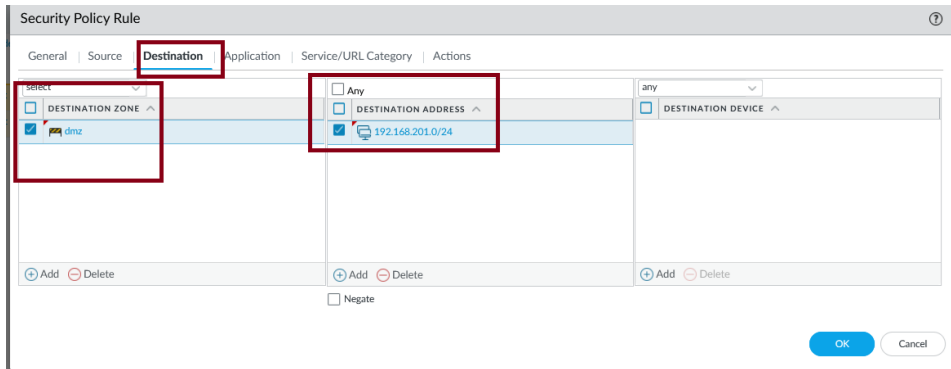 Security Policy Rule
General | Source | Destination | Application | Service/URL Category | Actions
select
Any
any
DESTINATION ZONE
DESTINATION ADDRESS
DESTINATION DEVICE
dmz
192.168.201.0/24
Add Delete
Add Delete
Add Delete
Negate
OK
Cancel